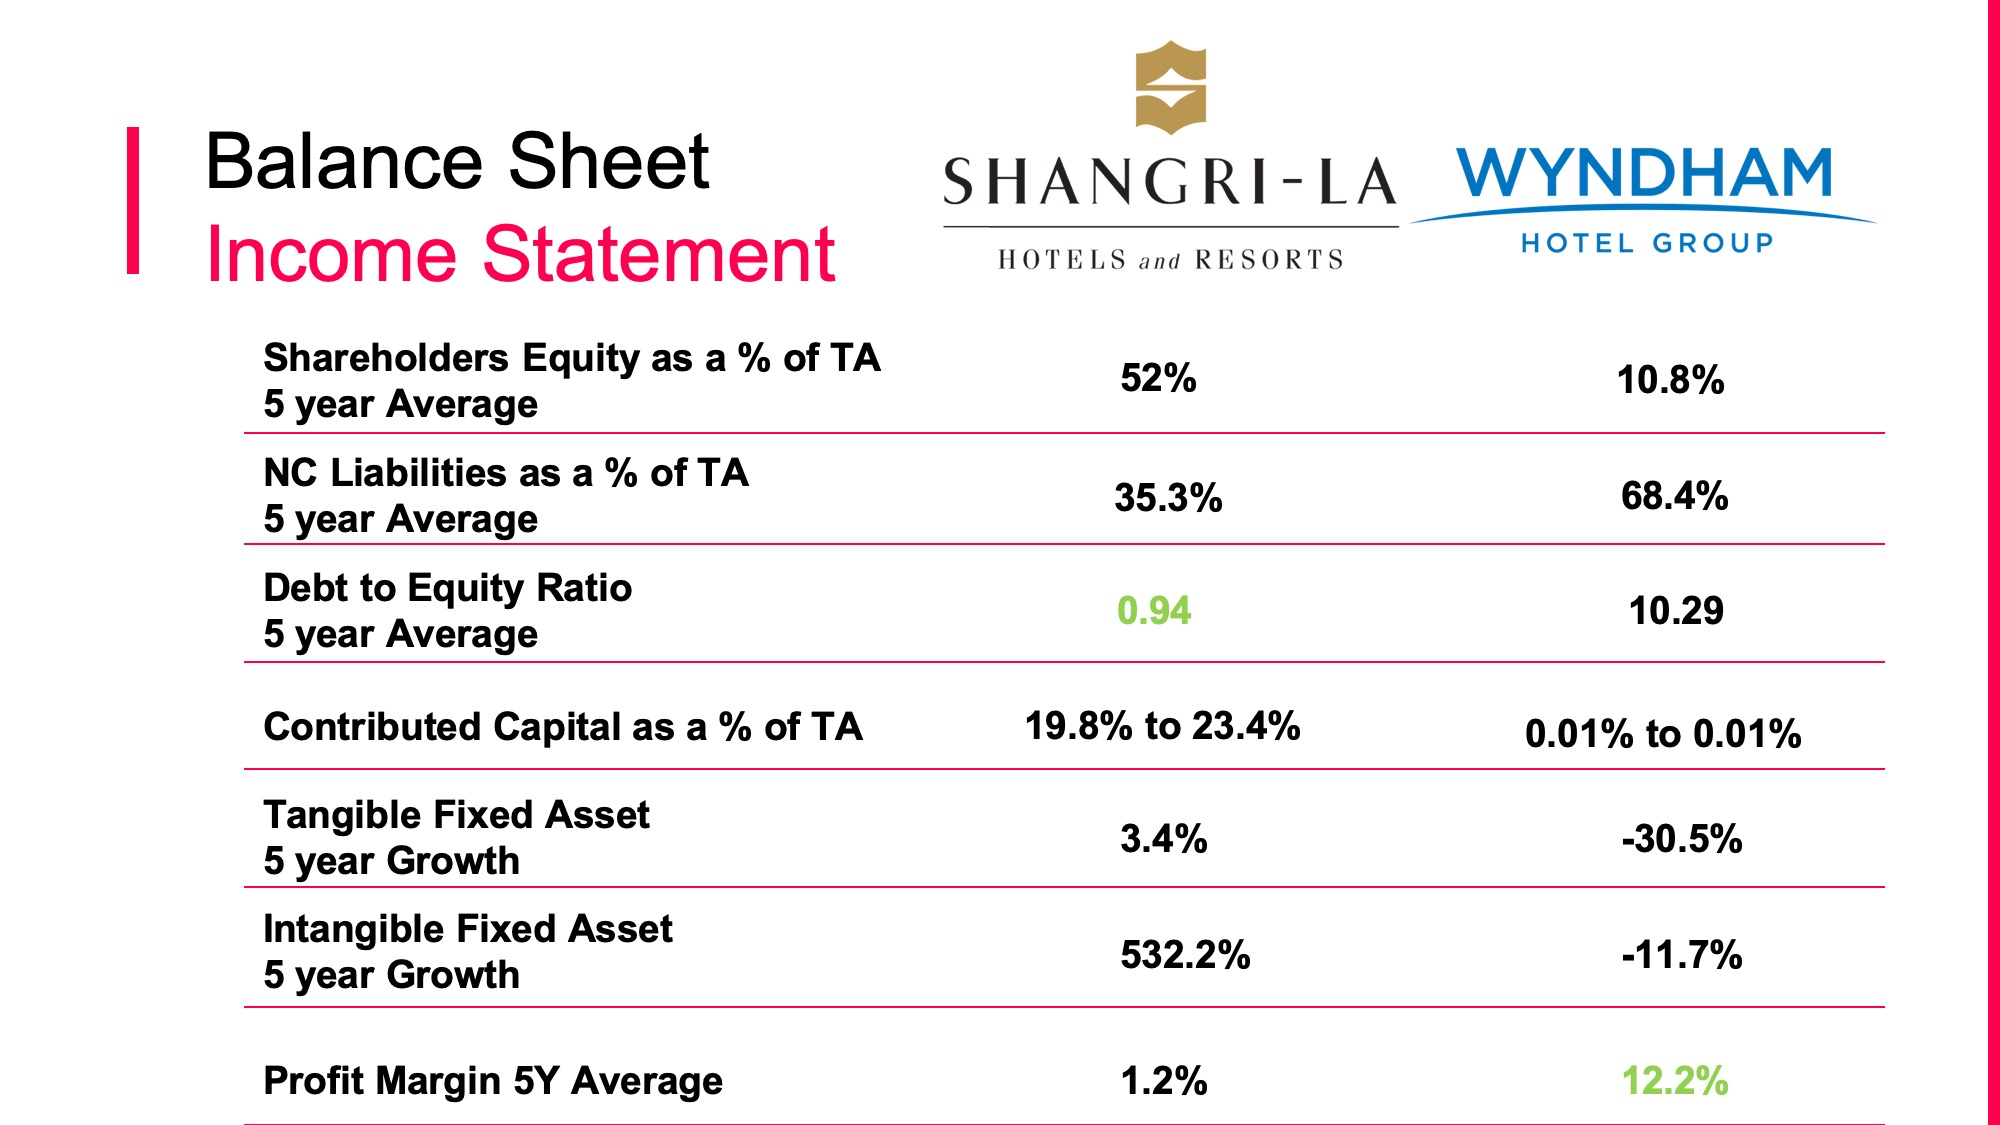 Balance Sheet
Income Statement
SHANGRI-LA
HOTELS and RESORTS
WYNDHAM
HOTEL GROUP
Shareholders Equity as a % of TA
5 year Average
52%
10.8%
NC Liabilities as a % of TA
5 year Average
35.3%
68.4%
Debt to Equity Ratio
5 year Average
0.94
10.29
Contributed Capital as a % of TA
19.8% to 23.4%
0.01% to 0.01%
Tangible Fixed Asset
5 year Growth
3.4%
-30.5%
Intangible Fixed Asset
5 year Growth
532.2%
-11.7%
Profit Margin 5Y Average
1.2%
12.2%